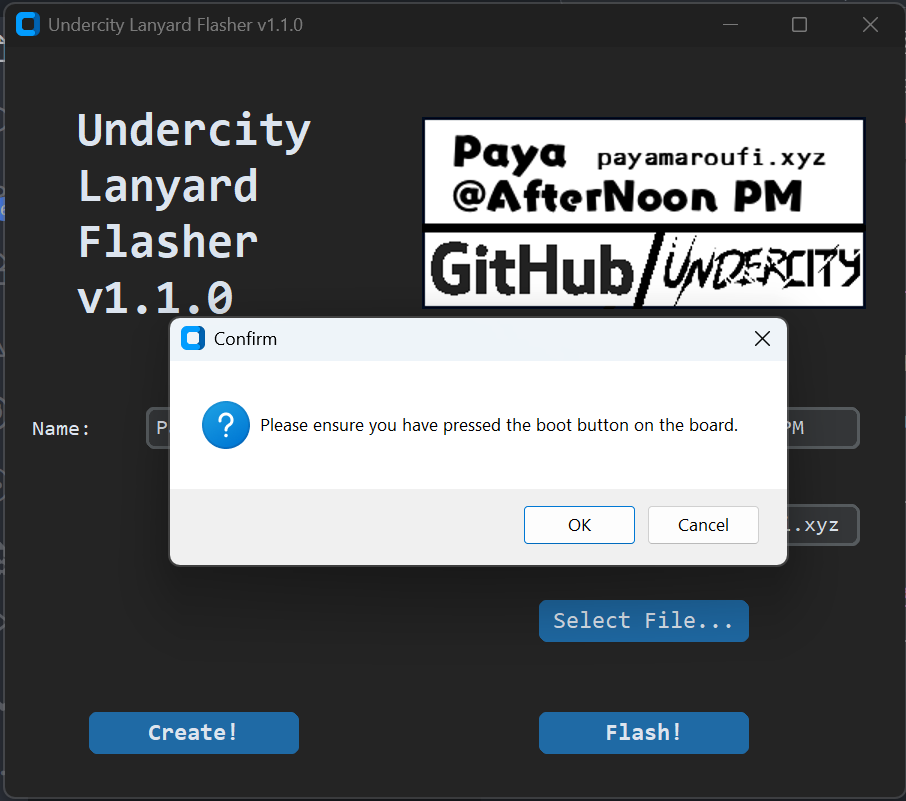 Undercity Lanyard Flasher v1.1.0
Undercity
Lanyard
Flasher
v1.1.0
Paya payamaroufi.xyz
@AfterNoon PM
GitHub/UNDERCITY
Confirm
Please ensure you have pressed the boot button on the board.
OK Cancel
Name: P PM
.xyz
Select File...
Create! Flash!